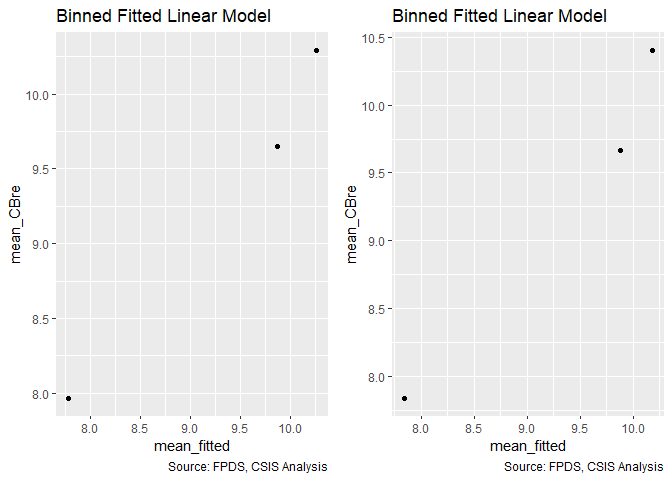 Binned Fitted Linear Model
mean_CBre
10.0
9.5
9.0
8.5
8.0
8.0 8.5 9.0 9.5 10.0
mean_fitted
Source: FPDS, CSIS Analysis
Binned Fitted Linear Model
mean_CBre
10.5
10.0
9.5
9.0
8.5
8.0
8.0 8.5 9.0 9.5 10.0
mean_fitted
Source: FPDS, CSIS Analysis